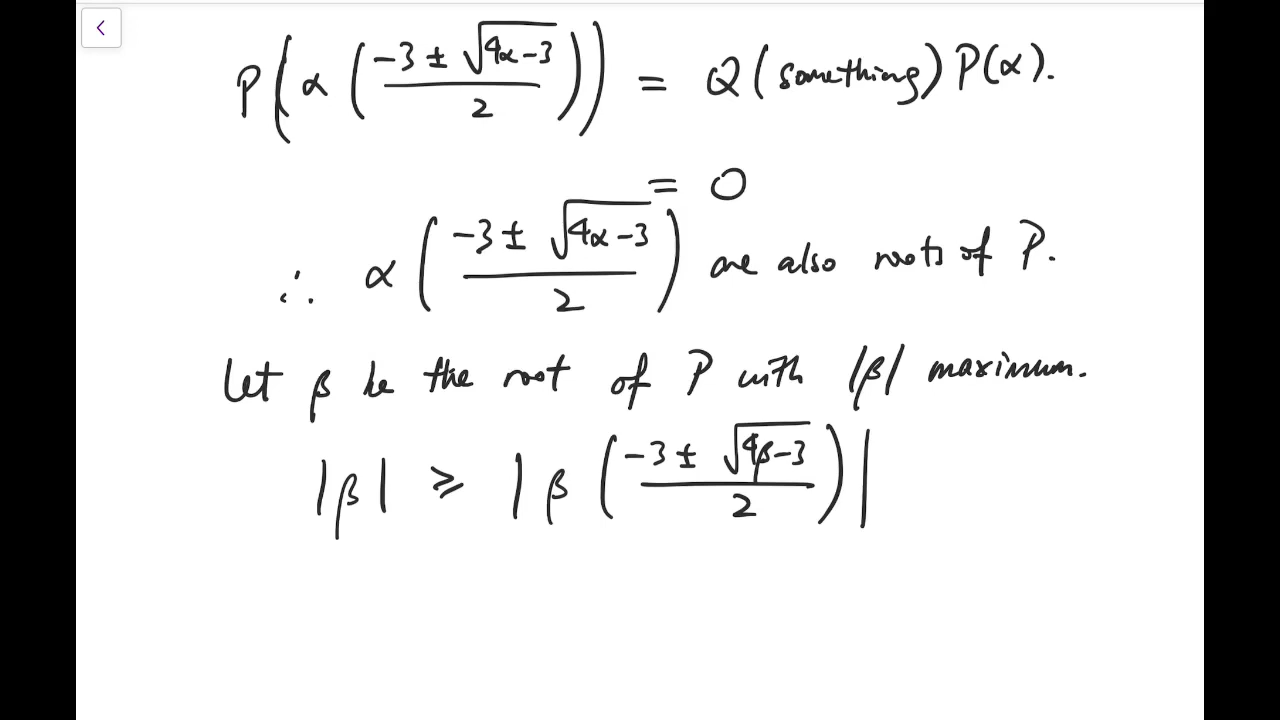 P(α((-3 ± √(4α-3))/2)) = Q(something)P(α).
= 0
∴ α((-3 ± √(4α-3))/2) are also roots of P.
Let β be the root of P with |β| maximum.
|β| ⩾ |β((-3 ± √(4β-3))/2)|